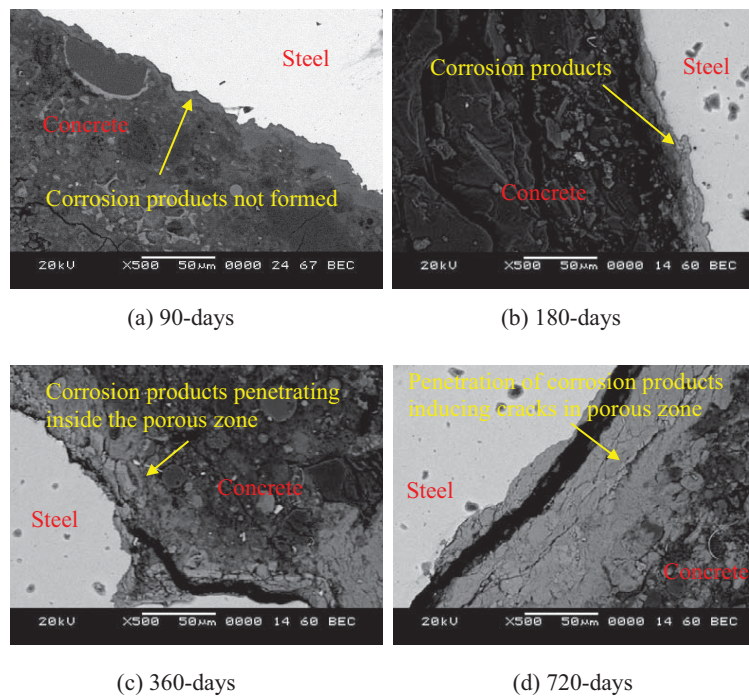 Steel
Concrete
Corrosion products not formed
20kV X500 50µm 0000 24 67 BEC
(a) 90-days
Corrosion products
Steel
Concrete
20kV X500 50µm 0000 14 60 BEC
(b) 180-days
Corrosion products penetrating
inside the porous zone
Concrete
Steel
20kV X500 50µm 0000 14 60 BEC
(c) 360-days
Penetration of corrosion products
inducing cracks in porous zone
Steel
Concrete
20kV X500 50µm 0000 14 60 BEC
(d) 720-days